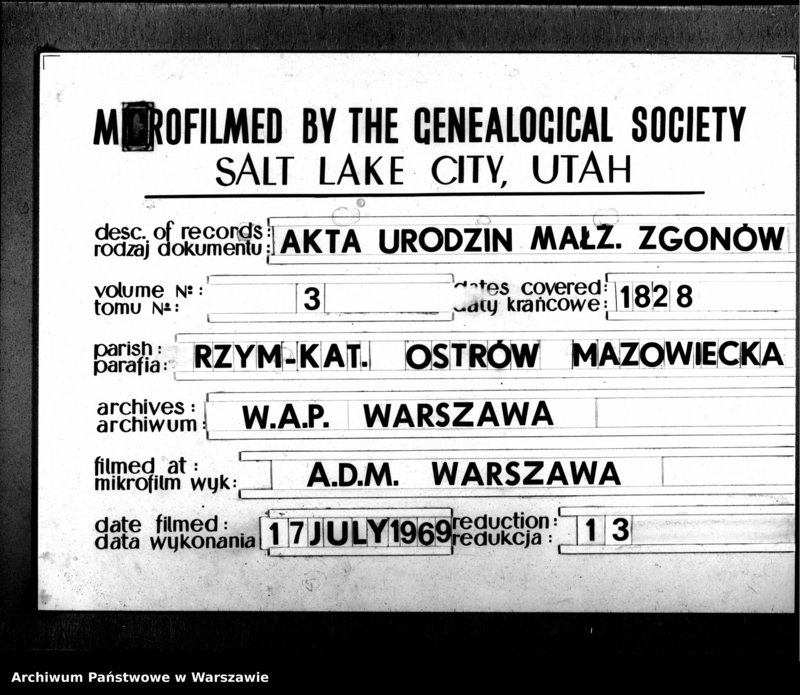 MICROFILMED BY THE GENEALOGICAL SOCIETY
SALT LAKE CITY, UTAH
desc. of records: AKTA URODZIN MAŁŻ. ZGONÓW
rodzaj dokumentu:
volume №: 3 dates covered: 1828
tomu №: daty krańcowe:
parish: RZYM-KAT. OSTRÓW MAZOWIECKA
parafia:
archives: W.A.P. WARSZAWA
archiwum:
filmed at: A.D.M. WARSZAWA
mikrofilm wyk:
date filmed: 17 JULY 1969 reduction: 13
data wykonania redukcja:
Archiwum Państwowe w Warszawie